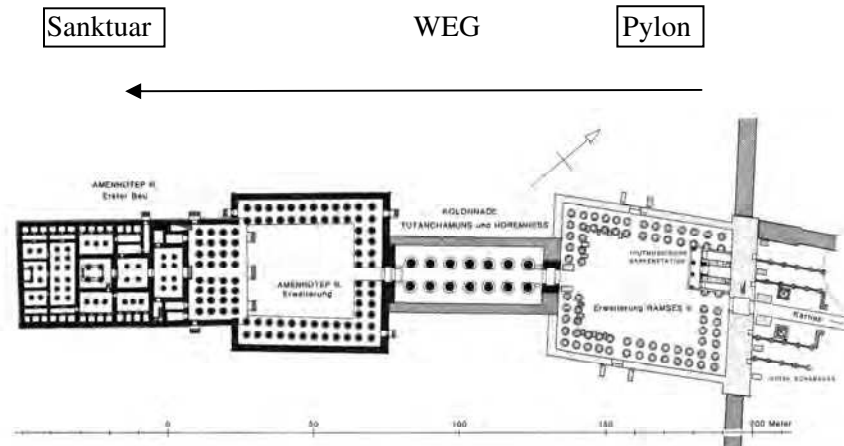 Sanktuar WEG Pylon
AMENHOTEP III.
Erster Bau
KOLONNADE
TUTANCHAMUNS und HOREMHEBS
AMENHOTEP III.
Erweiterung
BARKENSTATION
Erweiterung RAMSES II.
Karnak
0 50 100 150 200 Meter